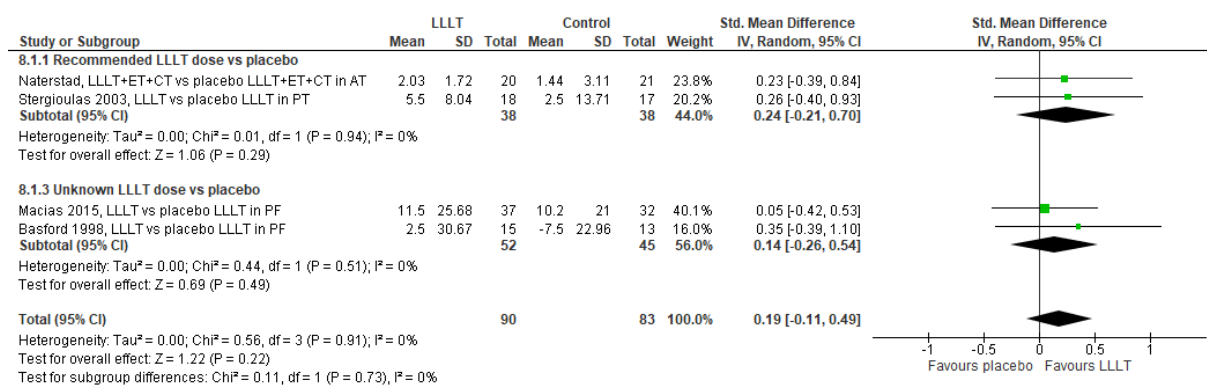 LLLT Control Std. Mean Difference Std. Mean Difference
Study or Subgroup Mean SD Total Mean SD Total Weight IV, Random, 95% CI IV, Random, 95% CI
8.1.1 Recommended LLLT dose vs placebo
Naterstad, LLLT+ET+CT vs placebo LLLT+ET+CT in AT 2.03 1.72 20 1.44 3.11 21 23.8% 0.23 [-0.39, 0.84]
Stergioulas 2003, LLLT vs placebo LLLT in PT 5.5 8.04 18 2.5 13.71 17 20.2% 0.26 [-0.40, 0.93]
Subtotal (95% CI) 38 38 44.0% 0.24 [-0.21, 0.70]
Heterogeneity: Tau² = 0.00; Chi² = 0.01, df = 1 (P = 0.94); I² = 0%
Test for overall effect: Z = 1.06 (P = 0.29)
8.1.3 Unknown LLLT dose vs placebo
Macias 2015, LLLT vs placebo LLLT in PF 11.5 25.68 37 10.2 21 32 40.1% 0.05 [-0.42, 0.53]
Basford 1998, LLLT vs placebo LLLT in PF 2.5 30.67 15 -7.5 22.96 13 16.0% 0.35 [-0.39, 1.10]
Subtotal (95% CI) 52 45 56.0% 0.14 [-0.26, 0.54]
Heterogeneity: Tau² = 0.00; Chi² = 0.44, df = 1 (P = 0.51); I² = 0%
Test for overall effect: Z = 0.69 (P = 0.49)
Total (95% CI) 90 83 100.0% 0.19 [-0.11, 0.49]
Heterogeneity: Tau² = 0.00; Chi² = 0.56, df = 3 (P = 0.91); I² = 0%
Test for overall effect: Z = 1.22 (P = 0.22)
Test for subgroup differences: Chi² = 0.11, df = 1 (P = 0.73), I² = 0%
-1 -0.5 0 0.5 1
Favours placebo Favours LLLT